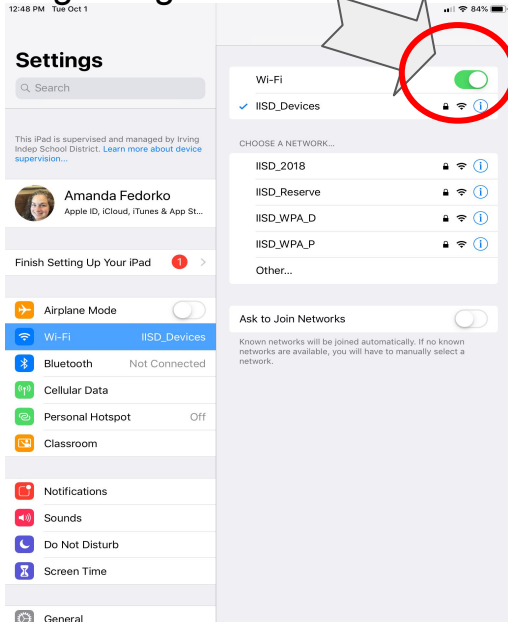 12:48 PM Tue Oct 1
84%
Settings
Search
This iPad is supervised and managed by Irving
Indep School District. Learn more about device
supervision...
Amanda Fedorko
Apple ID, iCloud, iTunes & App St...
Finish Setting Up Your iPad 1
Airplane Mode
Wi-Fi IISD_Devices
Bluetooth Not Connected
Cellular Data
Personal Hotspot Off
Classroom
Notifications
Sounds
Do Not Disturb
Screen Time
General
Wi-Fi
IISD_Devices
CHOOSE A NETWORK...
IISD_2018
IISD_Reserve
IISD_WPA_D
IISD_WPA_P
Other...
Ask to Join Networks
Known networks will be joined automatically. If no known
networks are available, you will have to manually select a
network.